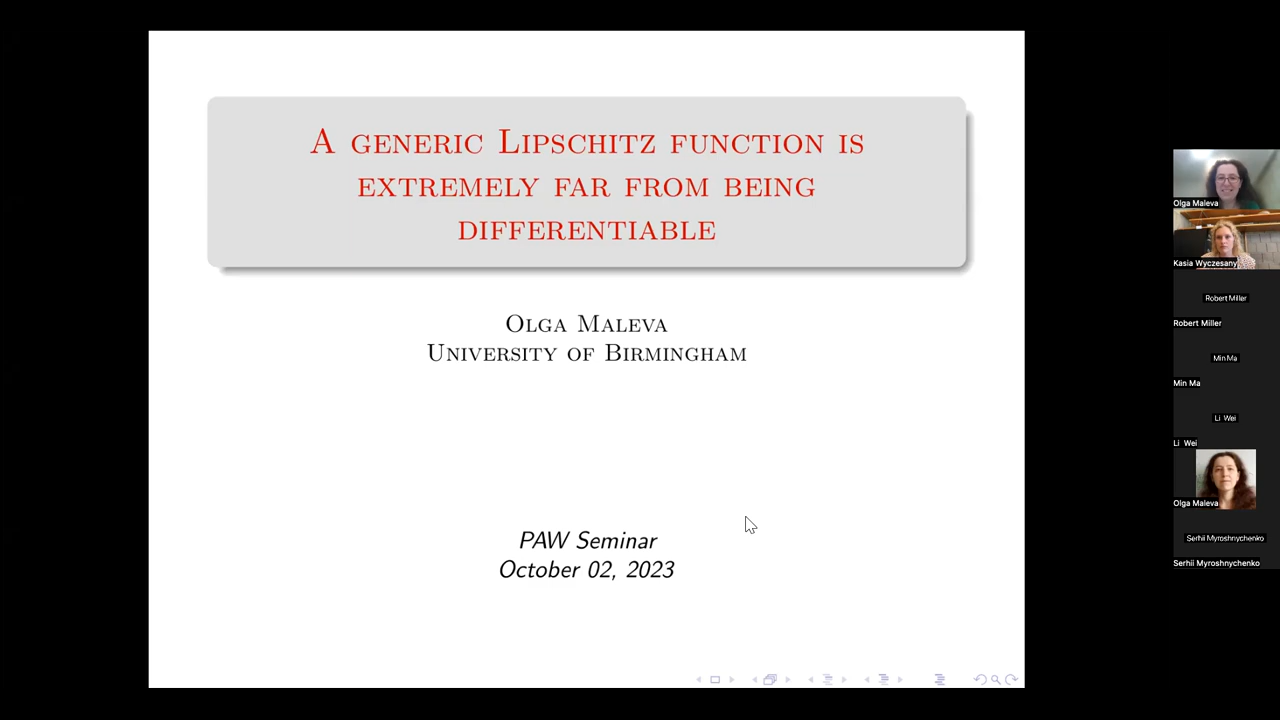 A generic Lipschitz function is
extremely far from being
differentiable
Olga Maleva
University of Birmingham
PAW Seminar
October 02, 2023
Olga Maleva
Kasia Wyczesany
Robert Miller
Robert Miller
Min Ma
Min Ma
Li Wei
Li Wei
Olga Maleva
Serhii Myroshnychenko
Serhii Myroshnychenko